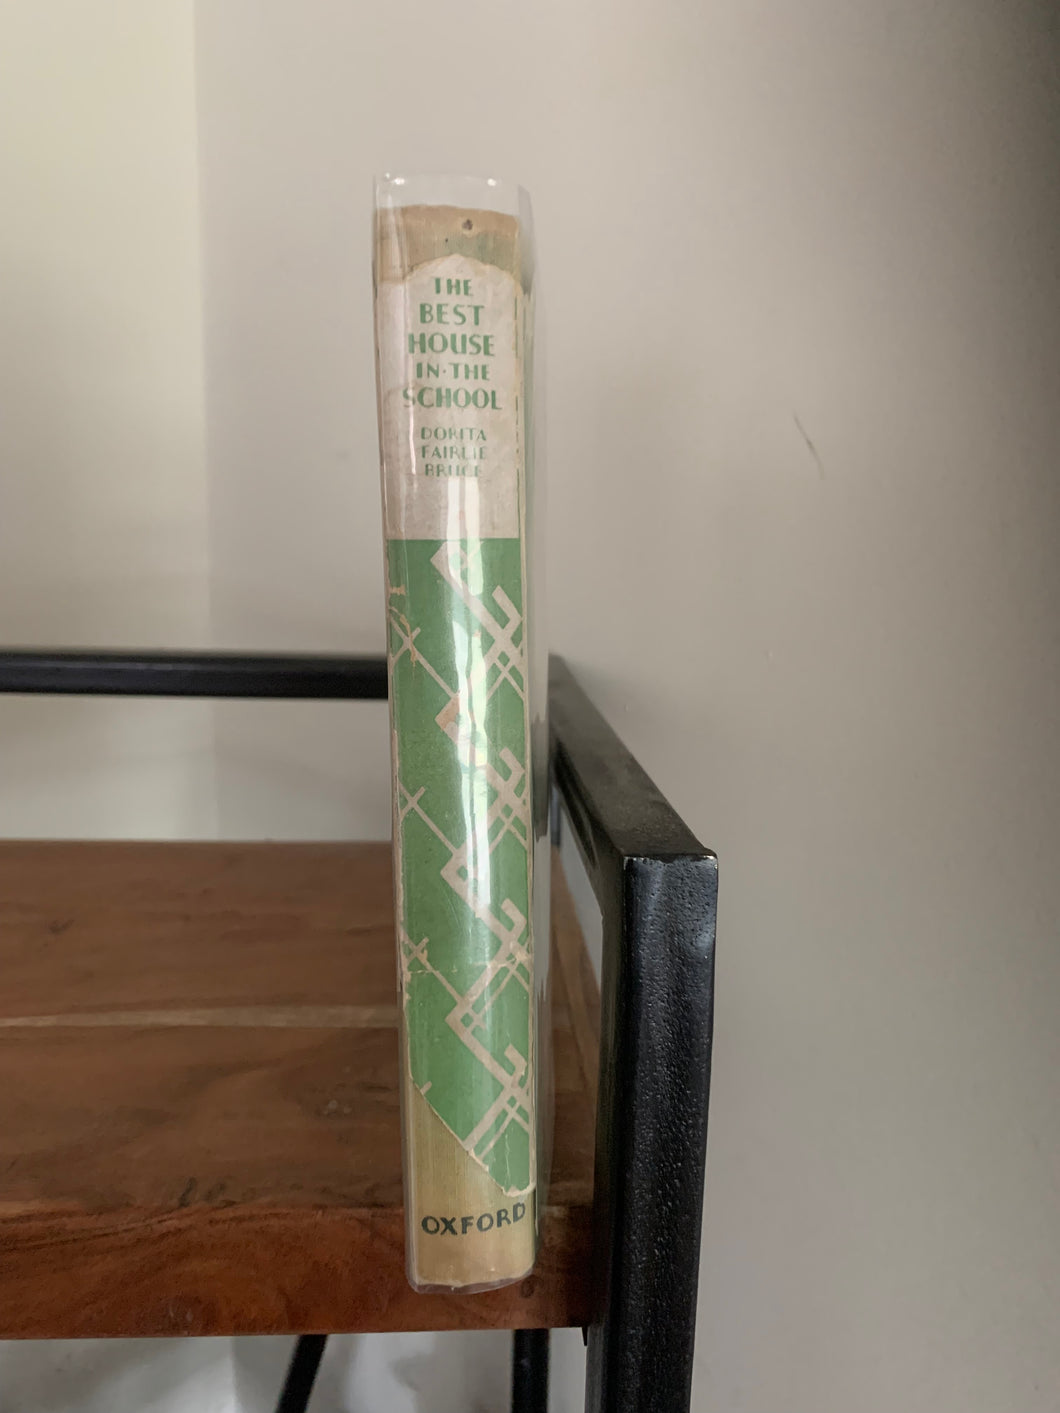 THE
BEST
HOUSE
IN·THE
SCHOOL
DORITA
FAIRLIE
BRUCE
OXFORD